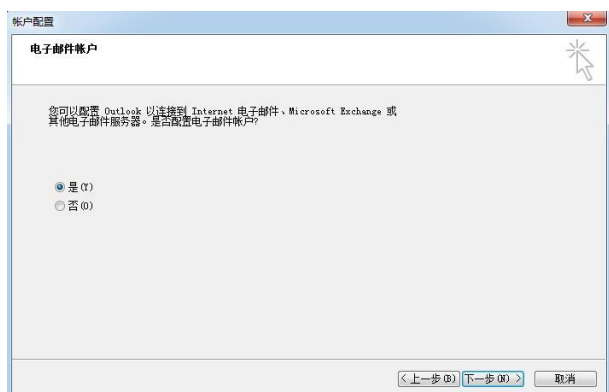 帐户配置
电子邮件帐户
您可以配置 Outlook 以连接到 Internet 电子邮件、Microsoft Exchange 或
其他电子邮件服务器。是否配置电子邮件帐户?
是(Y)
否(O)
< 上一步(B) 下一步(N) > 取消